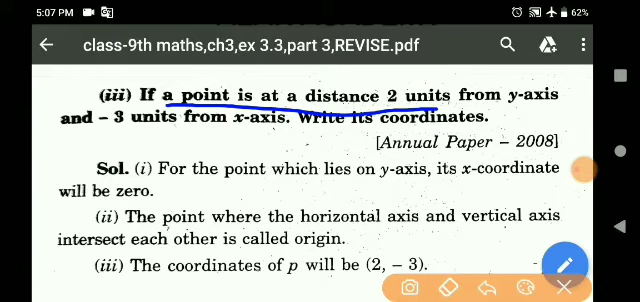 5:07 PM
62%
class-9th maths,ch3,ex 3.3,part 3,REVISE.pdf
(iii) If a point is at a distance 2 units from y-axis
and – 3 units from x-axis. Write its coordinates.
[Annual Paper – 2008]
Sol. (i) For the point which lies on y-axis, its x-coordinate
will be zero.
(ii) The point where the horizontal axis and vertical axis
intersect each other is called origin.
(iii) The coordinates of p will be (2, – 3).